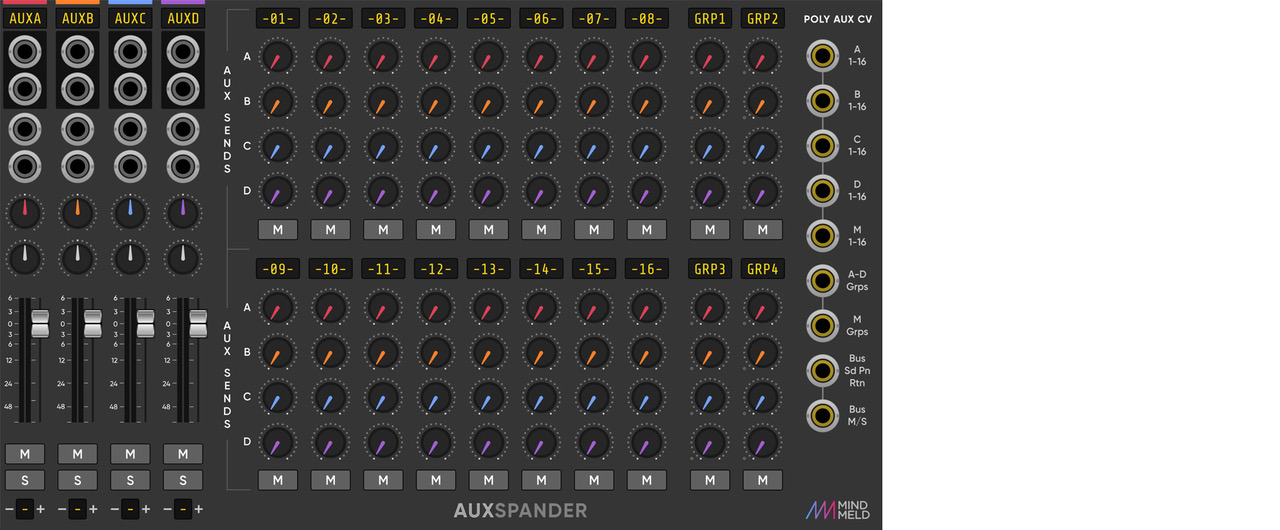 AUXA AUXB AUXC AUXD
-01- -02- -03- -04- -05- -06- -07- -08- GRP1 GRP2
POLY AUX CV
AUX SENDS
A
B
C
D
M M M M M M M M M M
-09- -10- -11- -12- -13- -14- -15- -16- GRP3 GRP4
AUX SENDS
A
B
C
D
M M M M M M M M M M
A
1-16
B
1-16
C
1-16
D
1-16
M
1-16
A-D
Grps
M
Grps
Bus
Sd Pn
Rtn
Bus
M/S
6 6 6 6
3 3 3 3
0 0 0 0
3 3 3 3
6 6 6 6
12 12 12 12
24 24 24 24
48 48 48 48
M M M M
S S S S
− - + − - + − - + − - +
AUXSPANDER
MIND
MELD